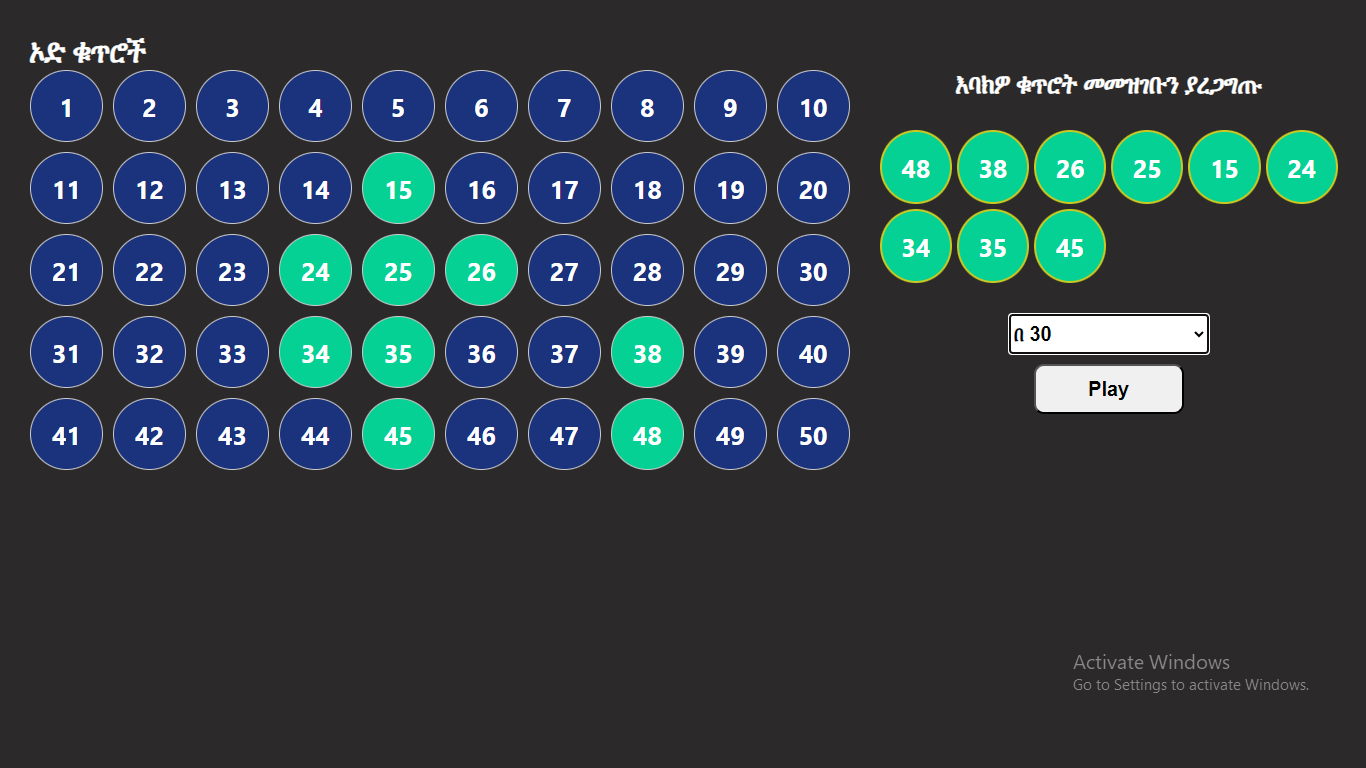 አድ ቁጥሮች
1 2 3 4 5 6 7 8 9 10
11 12 13 14 15 16 17 18 19 20
21 22 23 24 25 26 27 28 29 30
31 32 33 34 35 36 37 38 39 40
41 42 43 44 45 46 47 48 49 50
እባክዎ ቁጥሮት መመዝገቡን ያረጋግጡ
48 38 26 25 15 24
34 35 45
በ 30
Play
Activate Windows
Go to Settings to activate Windows.